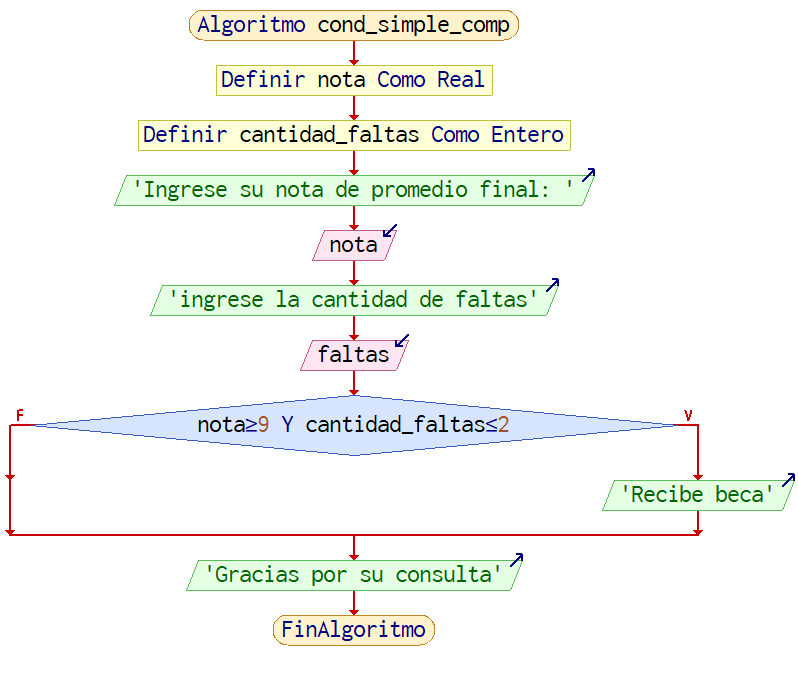 Algoritmo cond_simple_comp
Definir nota Como Real
Definir cantidad_faltas Como Entero
'Ingrese su nota de promedio final: '
nota
'ingrese la cantidad de faltas'
faltas
F
V
nota≥9 Y cantidad_faltas≤2
'Recibe beca'
'Gracias por su consulta'
FinAlgoritmo